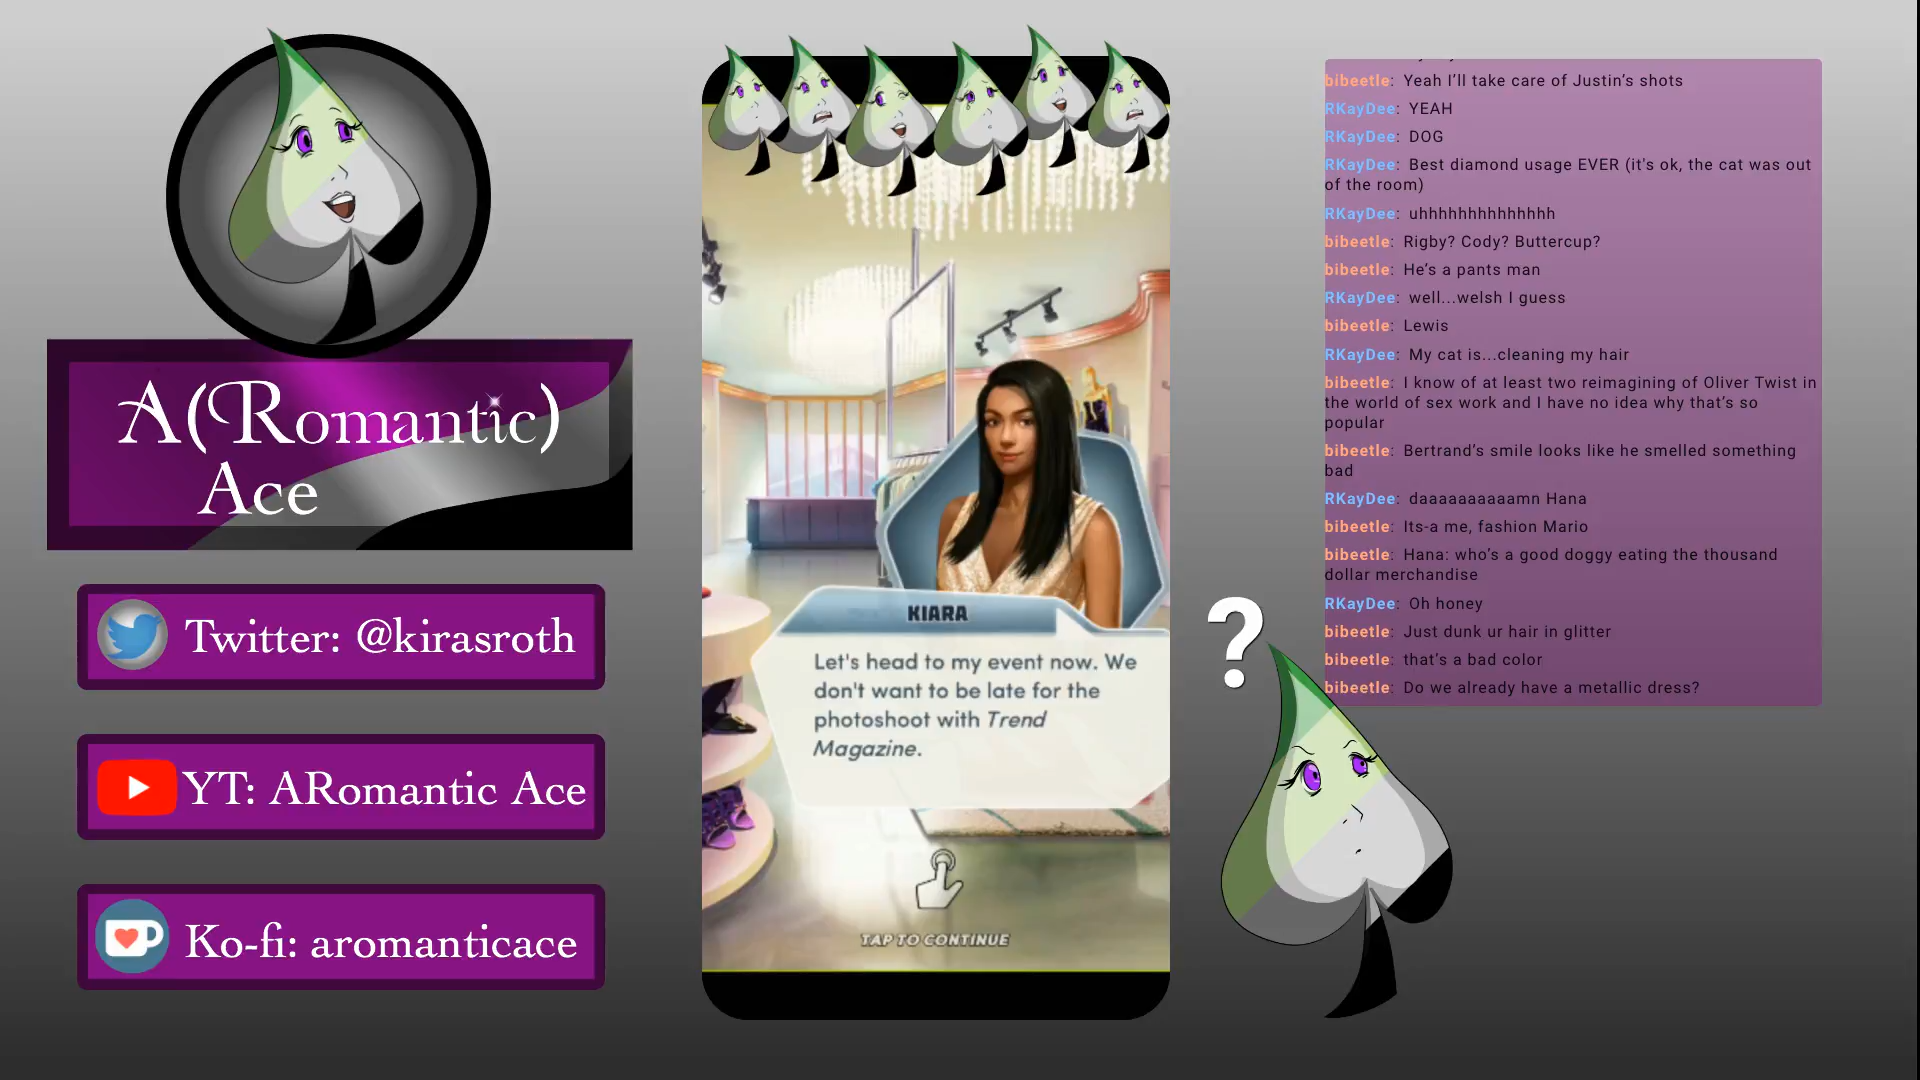 A(Romantic)
Ace
Twitter: @kirasroth
YT: ARomantic Ace
Ko-fi: aromanticace
KIARA
Let's head to my event now. We
don't want to be late for the
photoshoot with Trend
Magazine.
TAP TO CONTINUE
bibeetle: Yeah I’ll take care of Justin’s shots
RKayDee: YEAH
RKayDee: DOG
RKayDee: Best diamond usage EVER (it's ok, the cat was out
of the room)
RKayDee: uhhhhhhhhhhhhhh
bibeetle: Rigby? Cody? Buttercup?
bibeetle: He’s a pants man
RKayDee: well...welsh I guess
bibeetle: Lewis
RKayDee: My cat is...cleaning my hair
bibeetle: I know of at least two reimagining of Oliver Twist in
the world of sex work and I have no idea why that’s so
popular
bibeetle: Bertrand’s smile looks like he smelled something
bad
RKayDee: daaaaaaaaaamn Hana
bibeetle: Its-a me, fashion Mario
bibeetle: Hana: who’s a good doggy eating the thousand
dollar merchandise
RKayDee: Oh honey
bibeetle: Just dunk ur hair in glitter
bibeetle: that’s a bad color
bibeetle: Do we already have a metallic dress?
?